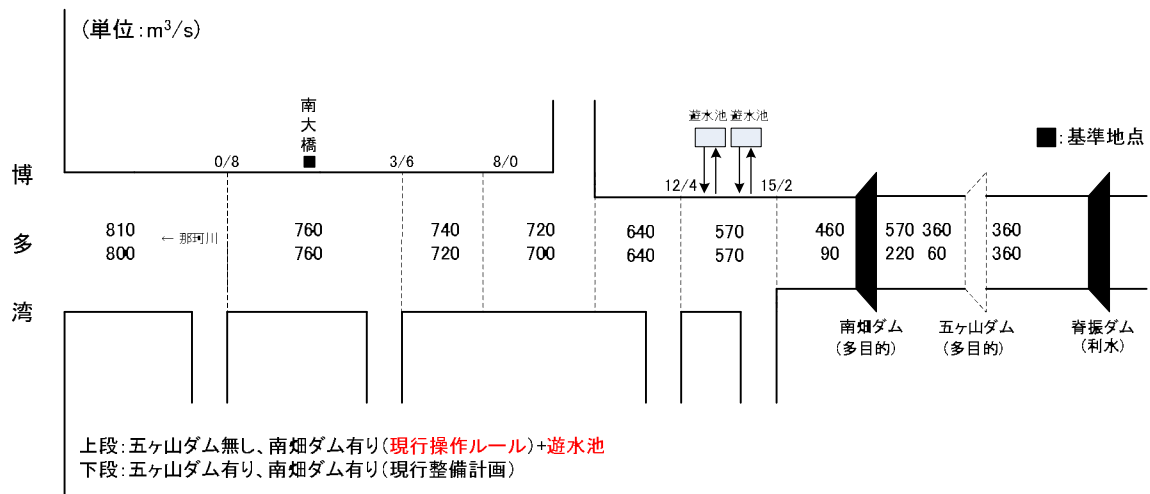 (単位:m³/s)
南大橋
遊水池 遊水池
■:基準地点
0/8 3/6 8/0 12/4 15/2
博多湾
810 ← 那珂川 760 740 720 640 570 460 570 360 360
800 760 720 700 640 570 90 220 60 360
南畑ダム 五ヶ山ダム 脊振ダム
(多目的) (多目的) (利水)
上段:五ヶ山ダム無し、南畑ダム有り(現行操作ルール)+遊水池
下段:五ヶ山ダム有り、南畑ダム有り(現行整備計画)